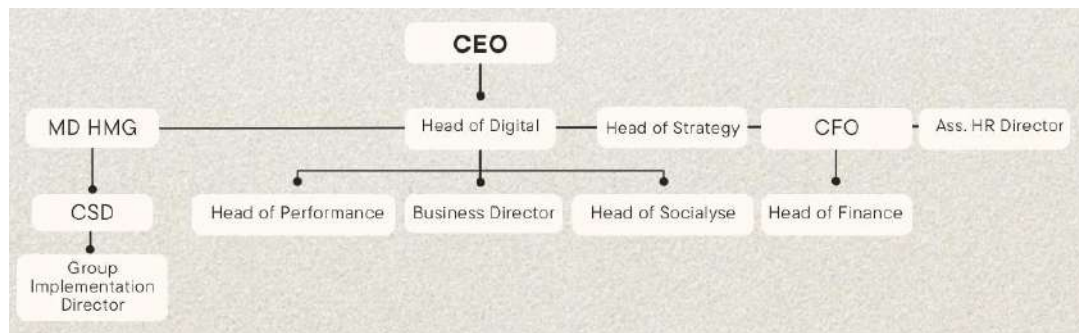 CEO
MD HMG
Head of Digital
Head of Strategy
CFO
Ass. HR Director
CSD
Head of Performance
Business Director
Head of Socialyse
Head of Finance
Group
Implementation
Director